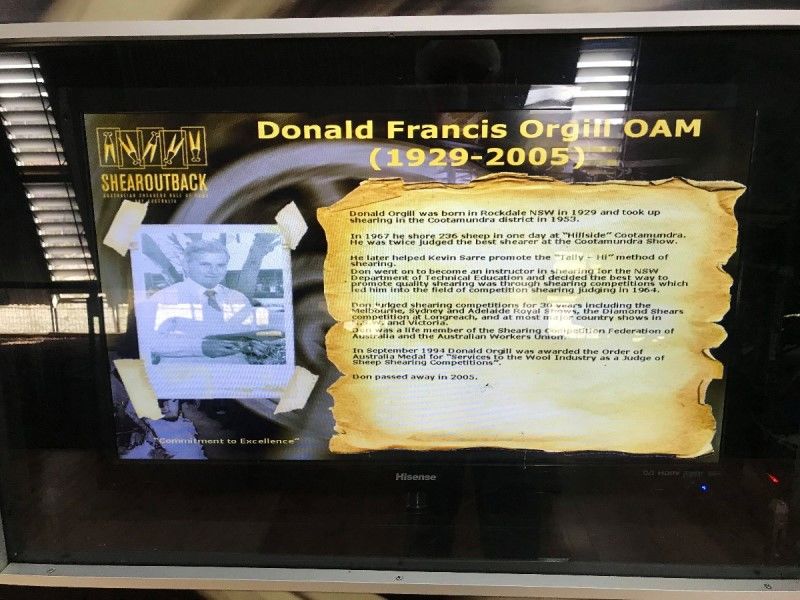 Donald Francis Orgill OAM
(1929-2005)
SHEAROUTBACK
Donald Orgill was born in Rockdale NSW in 1929 and took up
shearing in the Cootamundra district in 1953.
In 1967 he shore 236 sheep in one day at "Hillside" Cootamundra.
He was twice judged the best shearer at the Cootamundra Show.
He later helped Kevin Sarre promote the "Tally – Hi" method of
shearing.
Don went on to become an instructor in shearing for the NSW
Department of Technical Education and decided the best way to
promote quality shearing was through shearing competitions which
led him into the field of competition shearing judging in 1964.
Don judged shearing competitions for 30 years including the
Melbourne, Sydney and Adelaide Royal Shows, the Diamond Shears
competition at Longreach, and at most major country shows in
and Victoria.
Don was a life member of the Shearing Competition Federation of
Australia and the Australian Workers Union.
In September 1994 Donald Orgill was awarded the Order of
Australia Medal for "Services to the Wool Industry as a Judge of
Sheep Shearing Competitions".
Don passed away in 2005.
"Commitment to Excellence"
Hisense